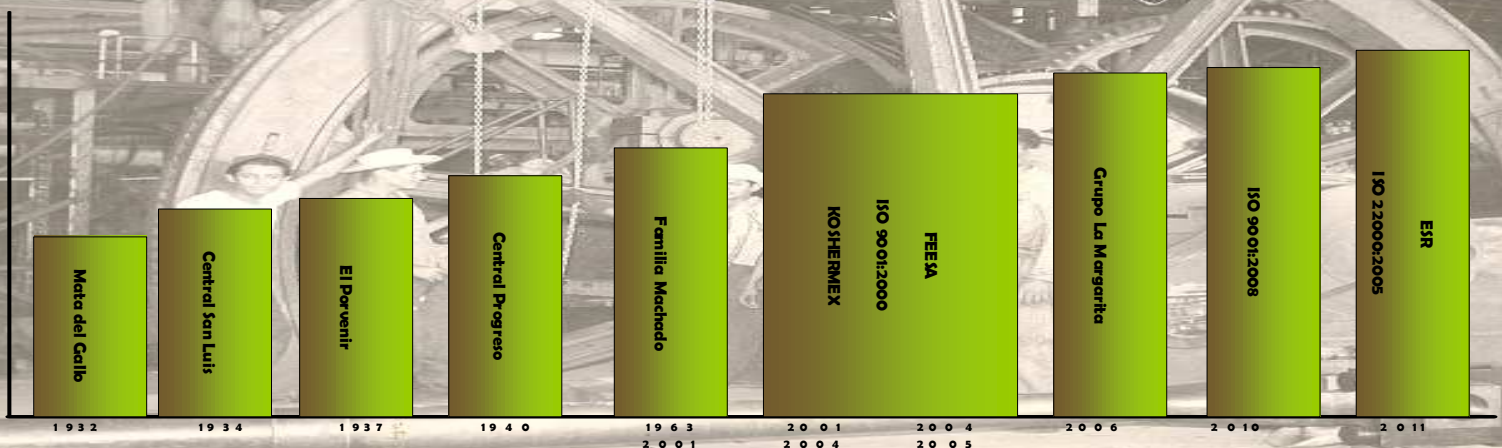 Mata del Gallo
Central San Luis
El Porvenir
Central Progreso
Familia Machado
KOSHERMEX
ISO 9001:2000
FEESA
Grupo La Margarita
ISO 9001:2008
ISO 22000:2005
ESR
1932
1934
1937
1940
1963
2001
2001
2004
2004
2005
2006
2010
2011